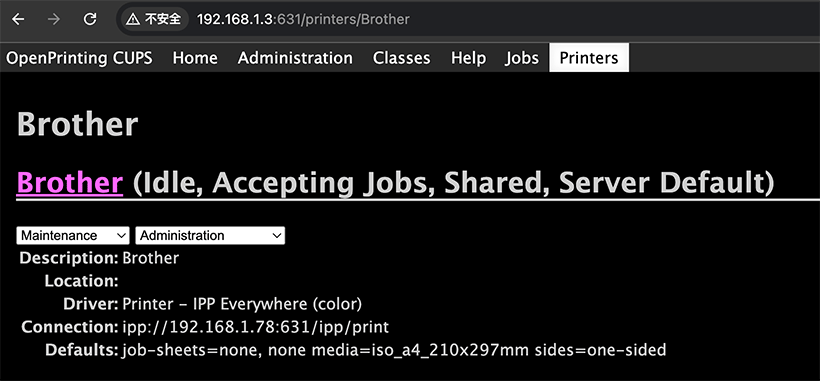 不安全 192.168.1.3:631/printers/Brother
OpenPrinting CUPS Home Administration Classes Help Jobs Printers
Brother
Brother (Idle, Accepting Jobs, Shared, Server Default)
Maintenance Administration
Description: Brother
Location:
Driver: Printer - IPP Everywhere (color)
Connection: ipp://192.168.1.78:631/ipp/print
Defaults: job-sheets=none, none media=iso_a4_210x297mm sides=one-sided